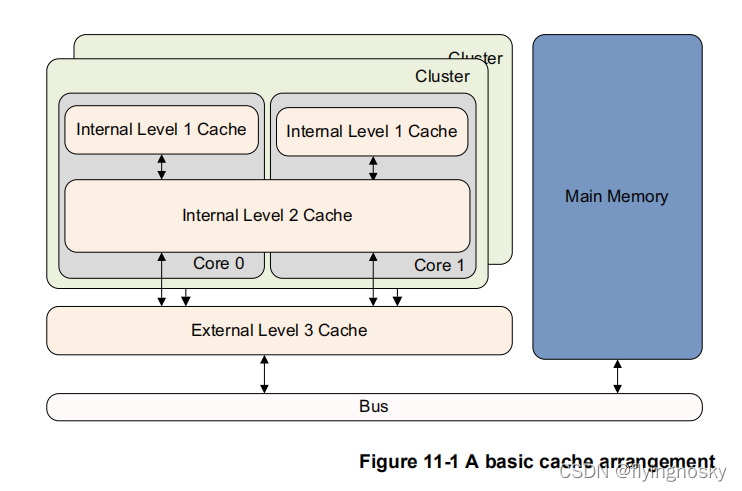 Cluster
Cluster
Internal Level 1 Cache
Internal Level 1 Cache
Internal Level 2 Cache
Core 0
Core 1
External Level 3 Cache
Main Memory
Bus
Figure 11-1 A basic cache arrangement
CSDN @flyingnosky